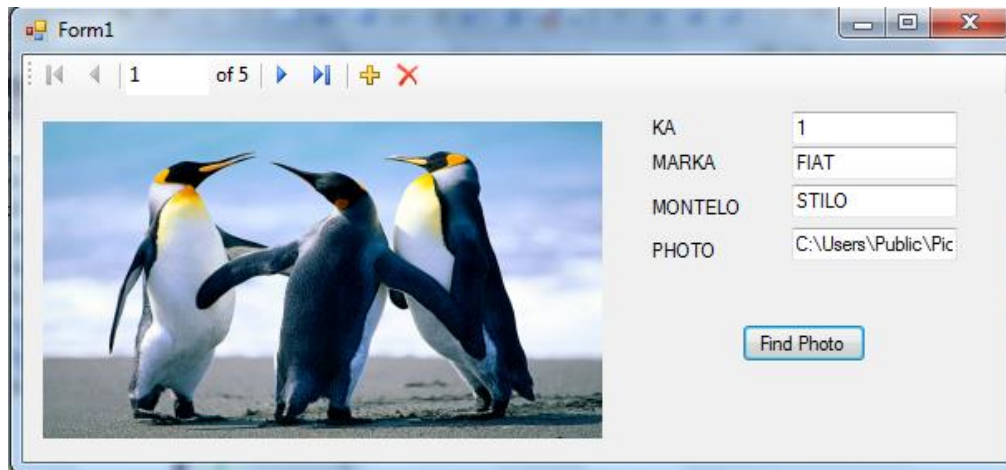 Form1
1 of 5
KA 1
MARKA FIAT
MONTELO STILO
PHOTO C:\Users\Public\Pic
Find Photo